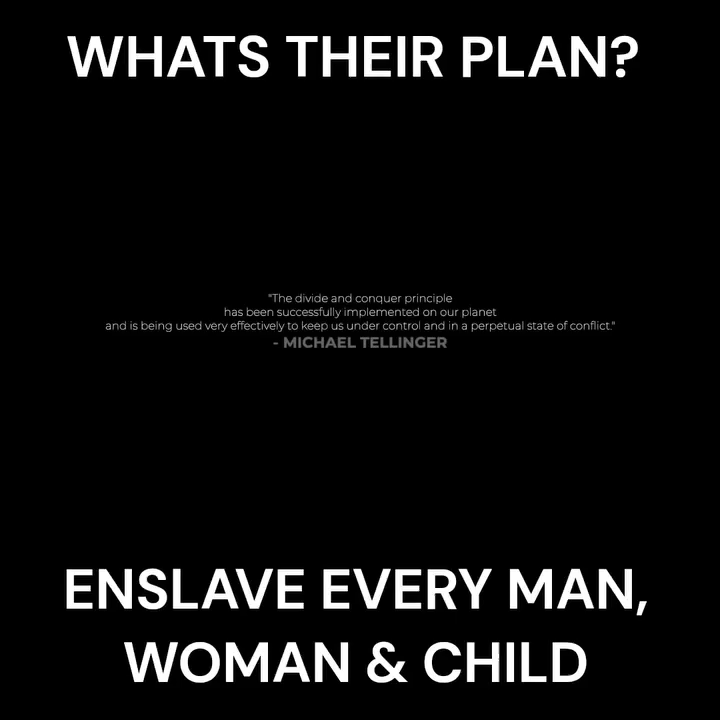 WHATS THEIR PLAN?
"The divide and conquer principle
has been successfully implemented on our planet
and is being used very effectively to keep us under control and in a perpetual state of conflict."
- MICHAEL TELLINGER
ENSLAVE EVERY MAN,
WOMAN & CHILD